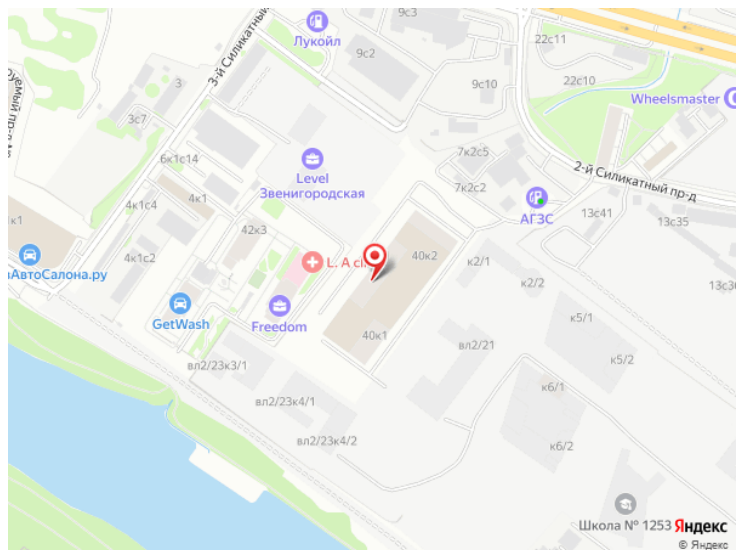 9с3
22с11
Лукойл
3-й Силикатный
9с2
3
9с10
22с10
Wheelsmaster
3с7
6к1с14
7к2с5
Level
Звенигородская
2-й Силикатный пр-д
7к2с2
4к1
4к1с4
АГЗС
13с41
к1
42к3
13с35
40к2
4к1с2
L. A cl
к2/1
АвтоСалона.ру
к2/2
13с36
GetWash
Freedom
к5/1
40к1
вл2/21
к5/2
вл2/23к3/1
к6/1
вл2/23к4/1
вл2/23к4/2
к6/2
Школа № 1253
Яндекс
© Яндекс